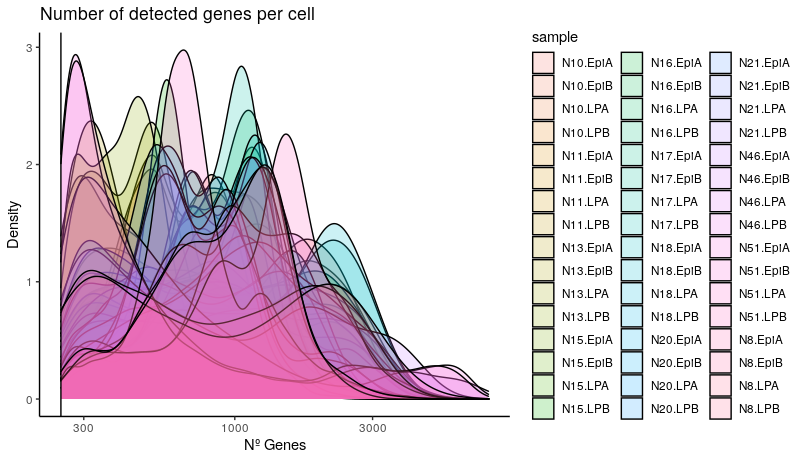 Number of detected genes per cell
3
2
1
0
Density
300
1000
3000
Nº Genes
sample
N10.EpiA
N10.EpiB
N10.LPA
N10.LPB
N11.EpiA
N11.EpiB
N11.LPA
N11.LPB
N13.EpiA
N13.EpiB
N13.LPA
N13.LPB
N15.EpiA
N15.EpiB
N15.LPA
N15.LPB
N16.EpiA
N16.EpiB
N16.LPA
N16.LPB
N17.EpiA
N17.EpiB
N17.LPA
N17.LPB
N18.EpiA
N18.EpiB
N18.LPA
N18.LPB
N20.EpiA
N20.EpiB
N20.LPA
N20.LPB
N21.EpiA
N21.EpiB
N21.LPA
N21.LPB
N46.EpiA
N46.EpiB
N46.LPA
N46.LPB
N51.EpiA
N51.EpiB
N51.LPA
N51.LPB
N8.EpiA
N8.EpiB
N8.LPA
N8.LPB